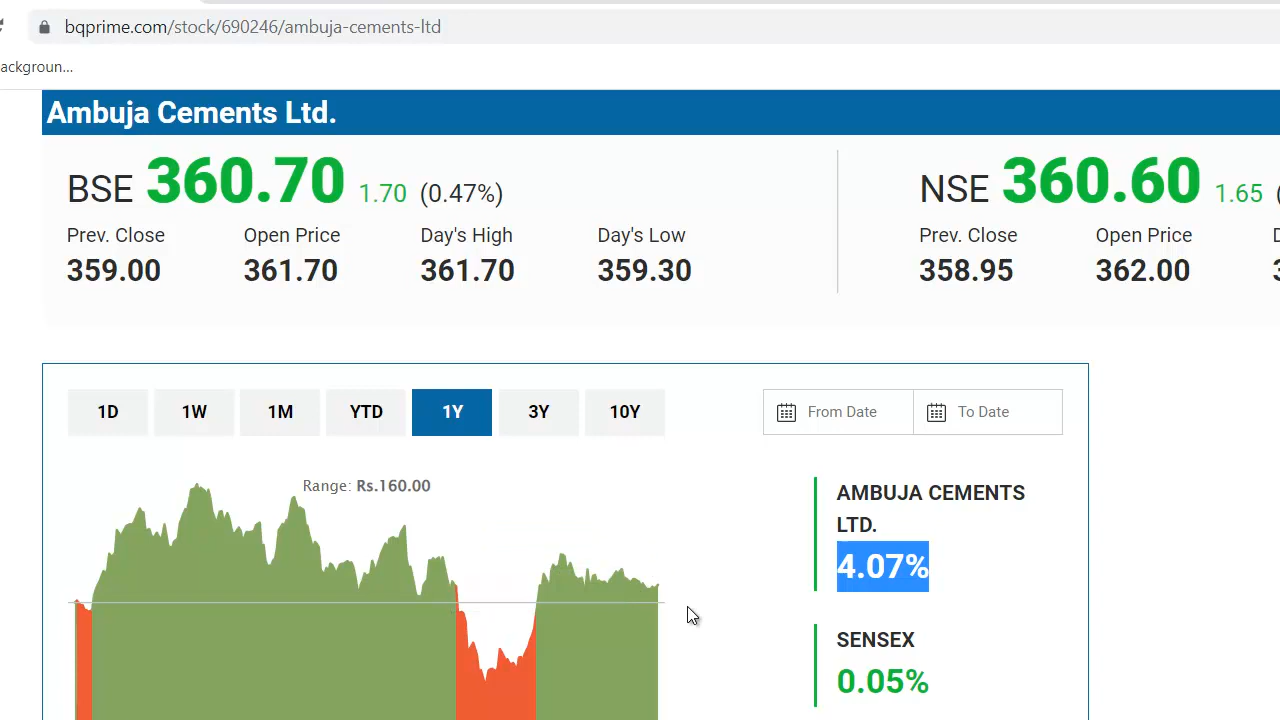 bqprime.com/stock/690246/ambuja-cements-ltd
ackgroun...
Ambuja Cements Ltd.
BSE 360.70 1.70 (0.47%)
Prev. Close Open Price Day's High Day's Low
359.00 361.70 361.70 359.30
NSE 360.60 1.65 (
Prev. Close Open Price D
358.95 362.00
1D 1W 1M YTD 1Y 3Y 10Y
From Date To Date
Range: Rs.160.00
AMBUJA CEMENTS
LTD.
4.07%
SENSEX
0.05%